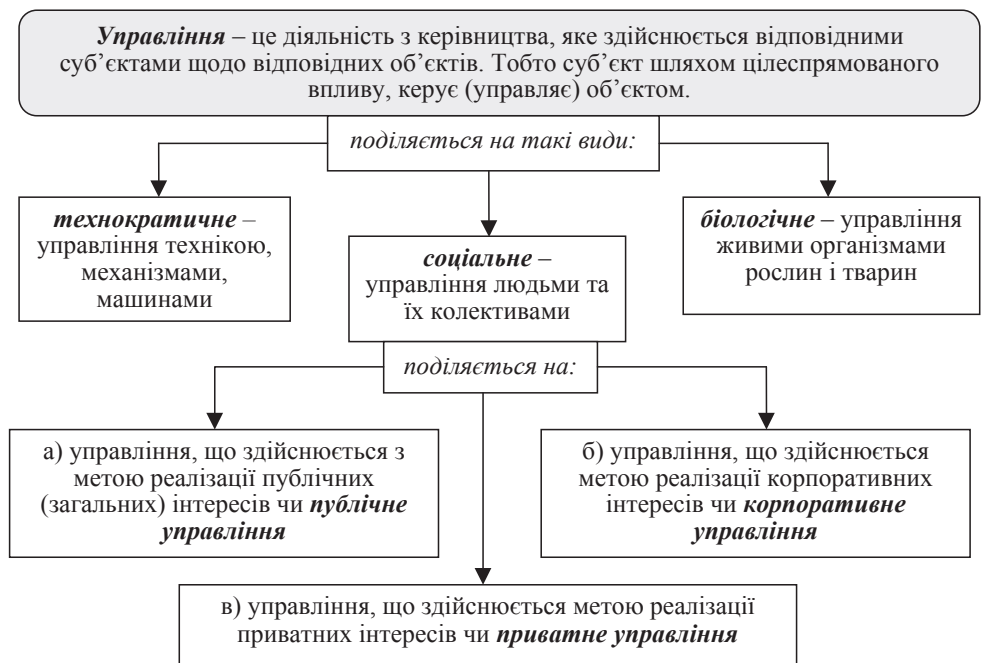 Управління – це діяльність з керівництва, яке здійснюється відповідними
суб’єктами щодо відповідних об’єктів. Тобто суб’єкт шляхом цілеспрямованого
впливу, керує (управляє) об’єктом.
поділяється на такі види:
технократичне –
управління технікою,
механізмами,
машинами
соціальне –
управління людьми та
їх колективами
біологічне – управління
живими організмами
рослин і тварин
поділяється на:
а) управління, що здійснюється з
метою реалізації публічних
(загальних) інтересів чи публічне
управління
б) управління, що здійснюється
метою реалізації корпоративних
інтересів чи корпоративне
управління
в) управління, що здійснюється метою реалізації
приватних інтересів чи приватне управління